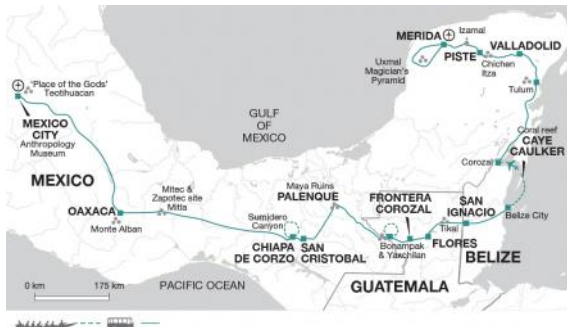 MERIDA
Izamal
PISTE
VALLADOLID
Uxmal
Magician's
Pyramid
Chichen
Itza
Tulum
'Place of the Gods'
Teotihuacan
GULF
OF
MEXICO
MEXICO
CITY
Anthropology
Museum
Coral reef
CAYE
CAULKER
Corozal
MEXICO
Mitec &
Zapotec site
Mitla
Maya Ruins
PALENQUE
FRONTERA
COROZAL
SAN
IGNACIO
OAXACA
Monte Alban
Sumidero
Canyon
Tikal
Belize City
CHIAPA
DE CORZO
SAN
CRISTOBAL
Bonampak
& Yaxchilan
FLORES
BELIZE
0 km
175 km
PACIFIC OCEAN
GUATEMALA